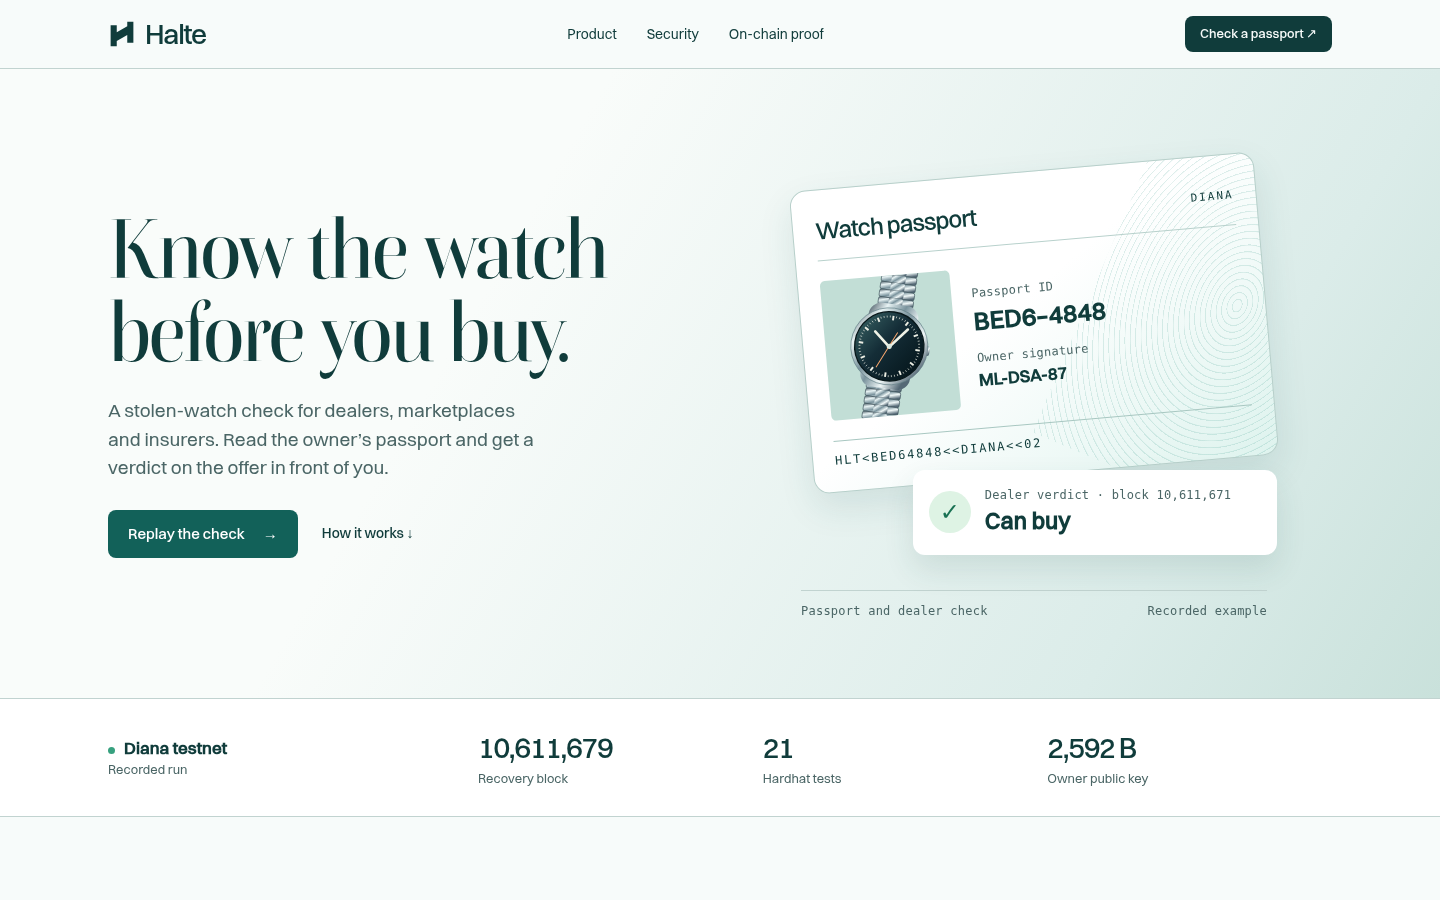 Halte
Product
Security
On-chain proof
Check a passport ↗
Know the watch
before you buy.
A stolen-watch check for dealers, marketplaces
and insurers. Read the owner’s passport and get a
verdict on the offer in front of you.
Replay the check →
How it works ↓
Watch passport
DIANA
Passport ID
BED6-4848
Owner signature
ML-DSA-87
HLT<BED64848<<DIANA<<02
Dealer verdict · block 10,611,671
✓ Can buy
Passport and dealer check
Recorded example
Diana testnet
Recorded run
10,611,679
Recovery block
21
Hardhat tests
2,592 B
Owner public key